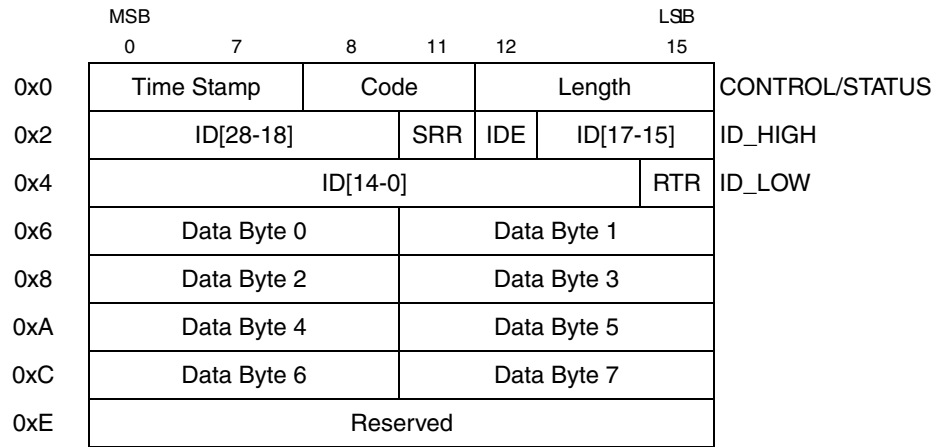 MSB LSB
0 7 8 11 12 15
0x0 Time Stamp Code Length CONTROL/STATUS
0x2 ID[28-18] SRR IDE ID[17-15] ID_HIGH
0x4 ID[14-0] RTR ID_LOW
0x6 Data Byte 0 Data Byte 1
0x8 Data Byte 2 Data Byte 3
0xA Data Byte 4 Data Byte 5
0xC Data Byte 6 Data Byte 7
0xE Reserved